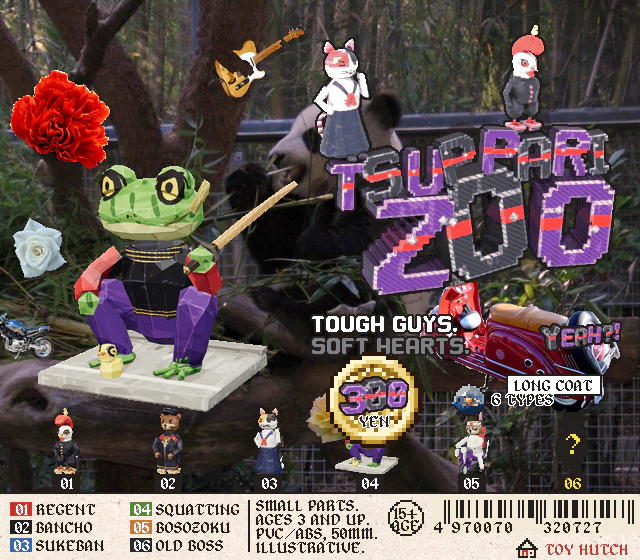 TSUPPARI
ZOO
TOUGH GUYS.
SOFT HEARTS.
YEAH?!
LONG COAT
6 TYPES
300
YEN
?
01
02
03
04
05
06
01 REGENT
02 BANCHO
03 SUKEBAN
04 SQUATTING
05 BOSOZOKU
06 OLD BOSS
SMALL PARTS.
AGES 3 AND UP.
PVC/ABS, 50MM.
ILLUSTRATIVE.
15+
AGE
4 970070 320727
TOY HUTCH